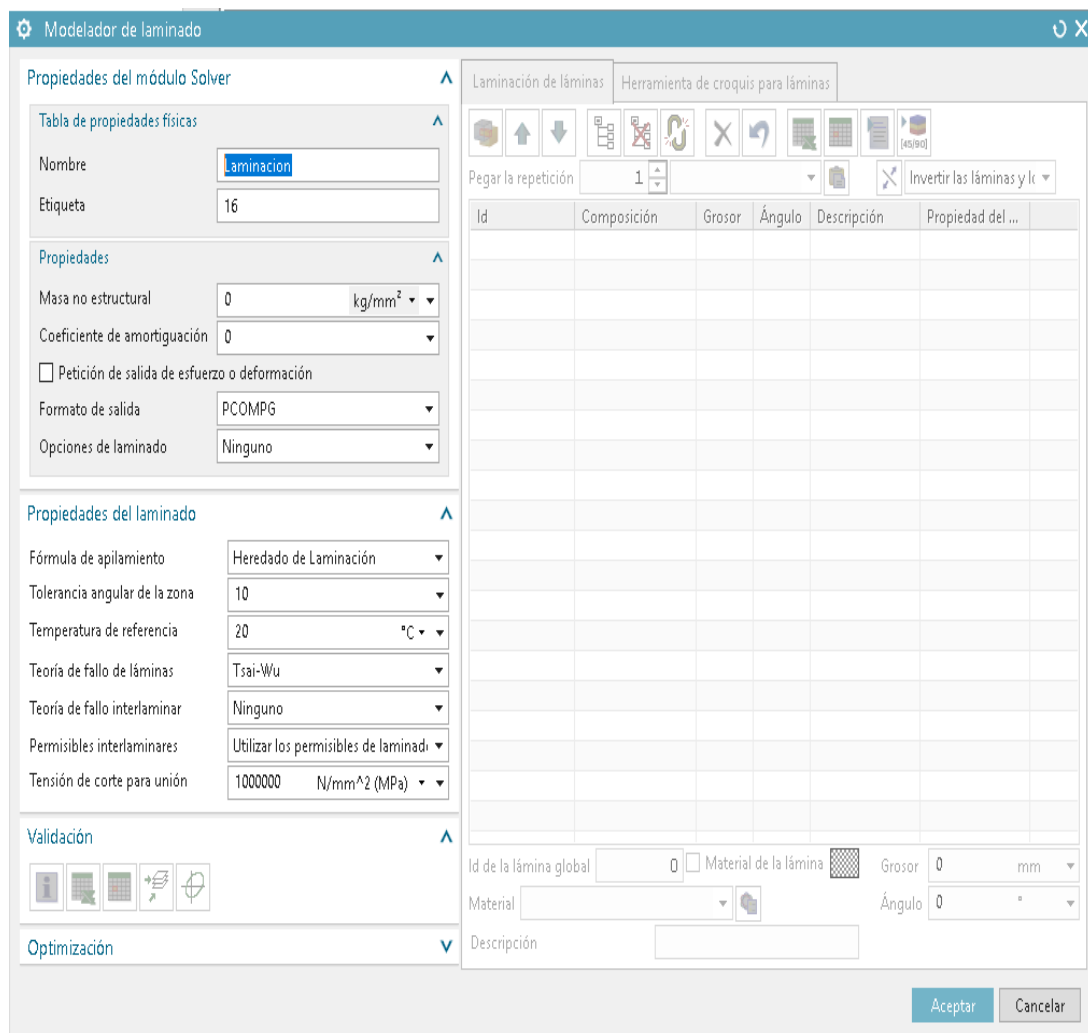 Modelador de laminado
Propiedades del módulo Solver
Tabla de propiedades físicas
Nombre Laminacion
Etiqueta 16
Propiedades
Masa no estructural 0 kg/mm²
Coeficiente de amortiguación 0
Petición de salida de esfuerzo o deformación
Formato de salida PCOMPG
Opciones de laminado Ninguno
Propiedades del laminado
Fórmula de apilamiento Heredado de Laminación
Tolerancia angular de la zona 10
Temperatura de referencia 20 °C
Teoría de fallo de láminas Tsai-Wu
Teoría de fallo interlaminar Ninguno
Permisibles interlaminares Utilizar los permisibles de laminad
Tensión de corte para unión 1000000 N/mm^2 (MPa)
Validación
Optimización
Laminación de láminas Herramienta de croquis para láminas
[45/90]
Pegar la repetición 1 Invertir las láminas y lo
Id Composición Grosor Ángulo Descripción Propiedad del ...
Id de la lámina global 0 Material de la lámina Grosor 0 mm
Material Ángulo 0 °
Descripción
Aceptar Cancelar